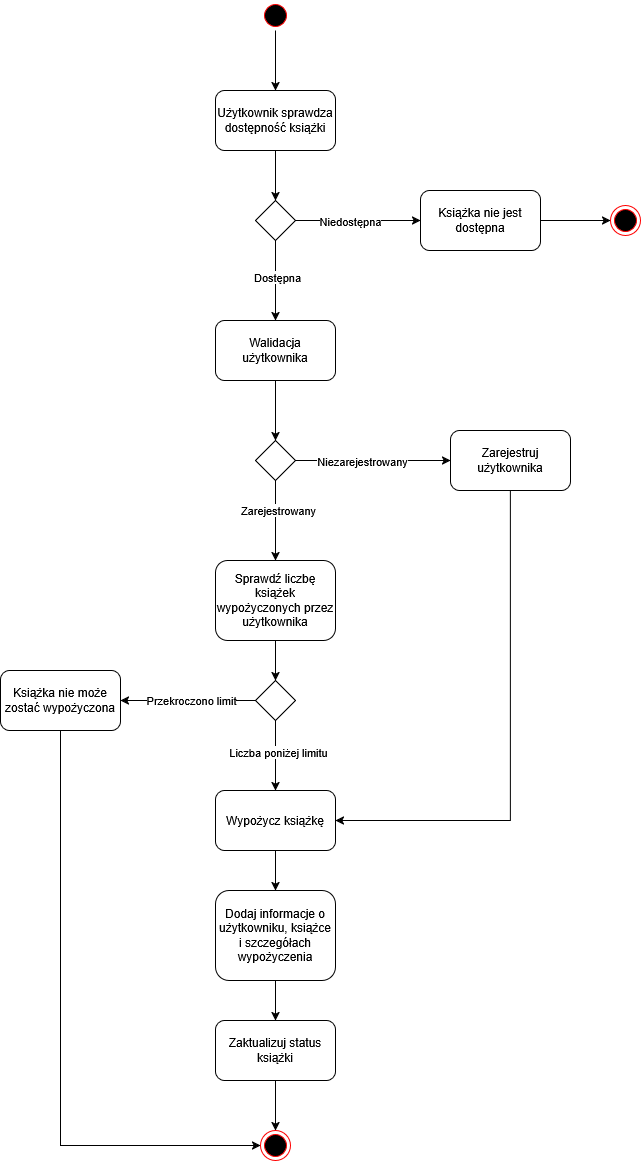 Użytkownik sprawdza
dostępność książki
Niedostępna
Książka nie jest
dostępna
Dostępna
Walidacja
użytkownika
Niezarejestrowany
Zarejestruj
użytkownika
Zarejestrowany
Sprawdź liczbę
książek
wypożyczonych przez
użytkownika
Książka nie może
zostać wypożyczona
Przekroczono limit
Liczba poniżej limitu
Wypożycz książkę
Dodaj informacje o
użytkowniku, książce
i szczegółach
wypożyczenia
Zaktualizuj status
książki